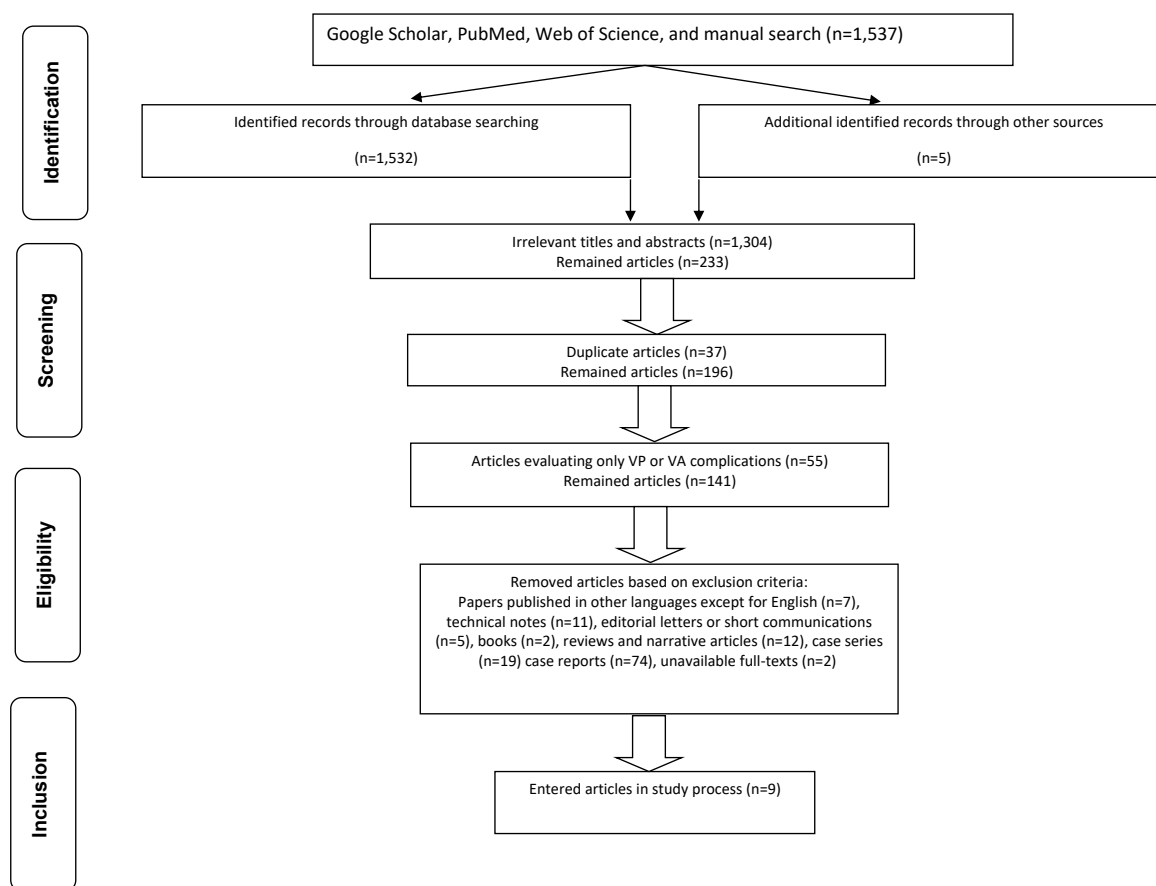 Identification
Google Scholar, PubMed, Web of Science, and manual search (n=1,537)
Identified records through database searching
(n=1,532)
Additional identified records through other sources
(n=5)
Screening
Irrelevant titles and abstracts (n=1,304)
Remained articles (n=233)
Duplicate articles (n=37)
Remained articles (n=196)
Eligibility
Articles evaluating only VP or VA complications (n=55)
Remained articles (n=141)
Removed articles based on exclusion criteria:
Papers published in other languages except for English (n=7),
technical notes (n=11), editorial letters or short communications
(n=5), books (n=2), reviews and narrative articles (n=12), case series
(n=19) case reports (n=74), unavailable full-texts (n=2)
Inclusion
Entered articles in study process (n=9)